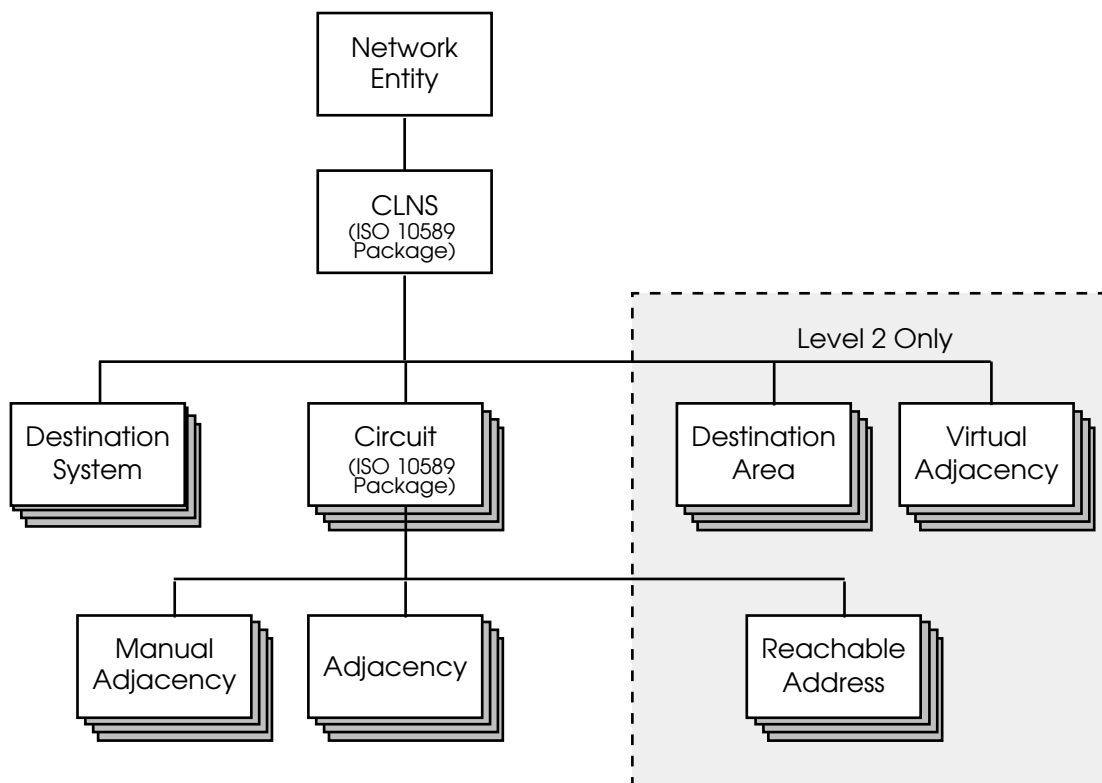 Network
Entity
CLNS
(ISO 10589
Package)
Level 2 Only
Destination
System
Circuit
(ISO 10589
Package)
Destination
Area
Virtual
Adjacency
Manual
Adjacency
Adjacency
Reachable
Address